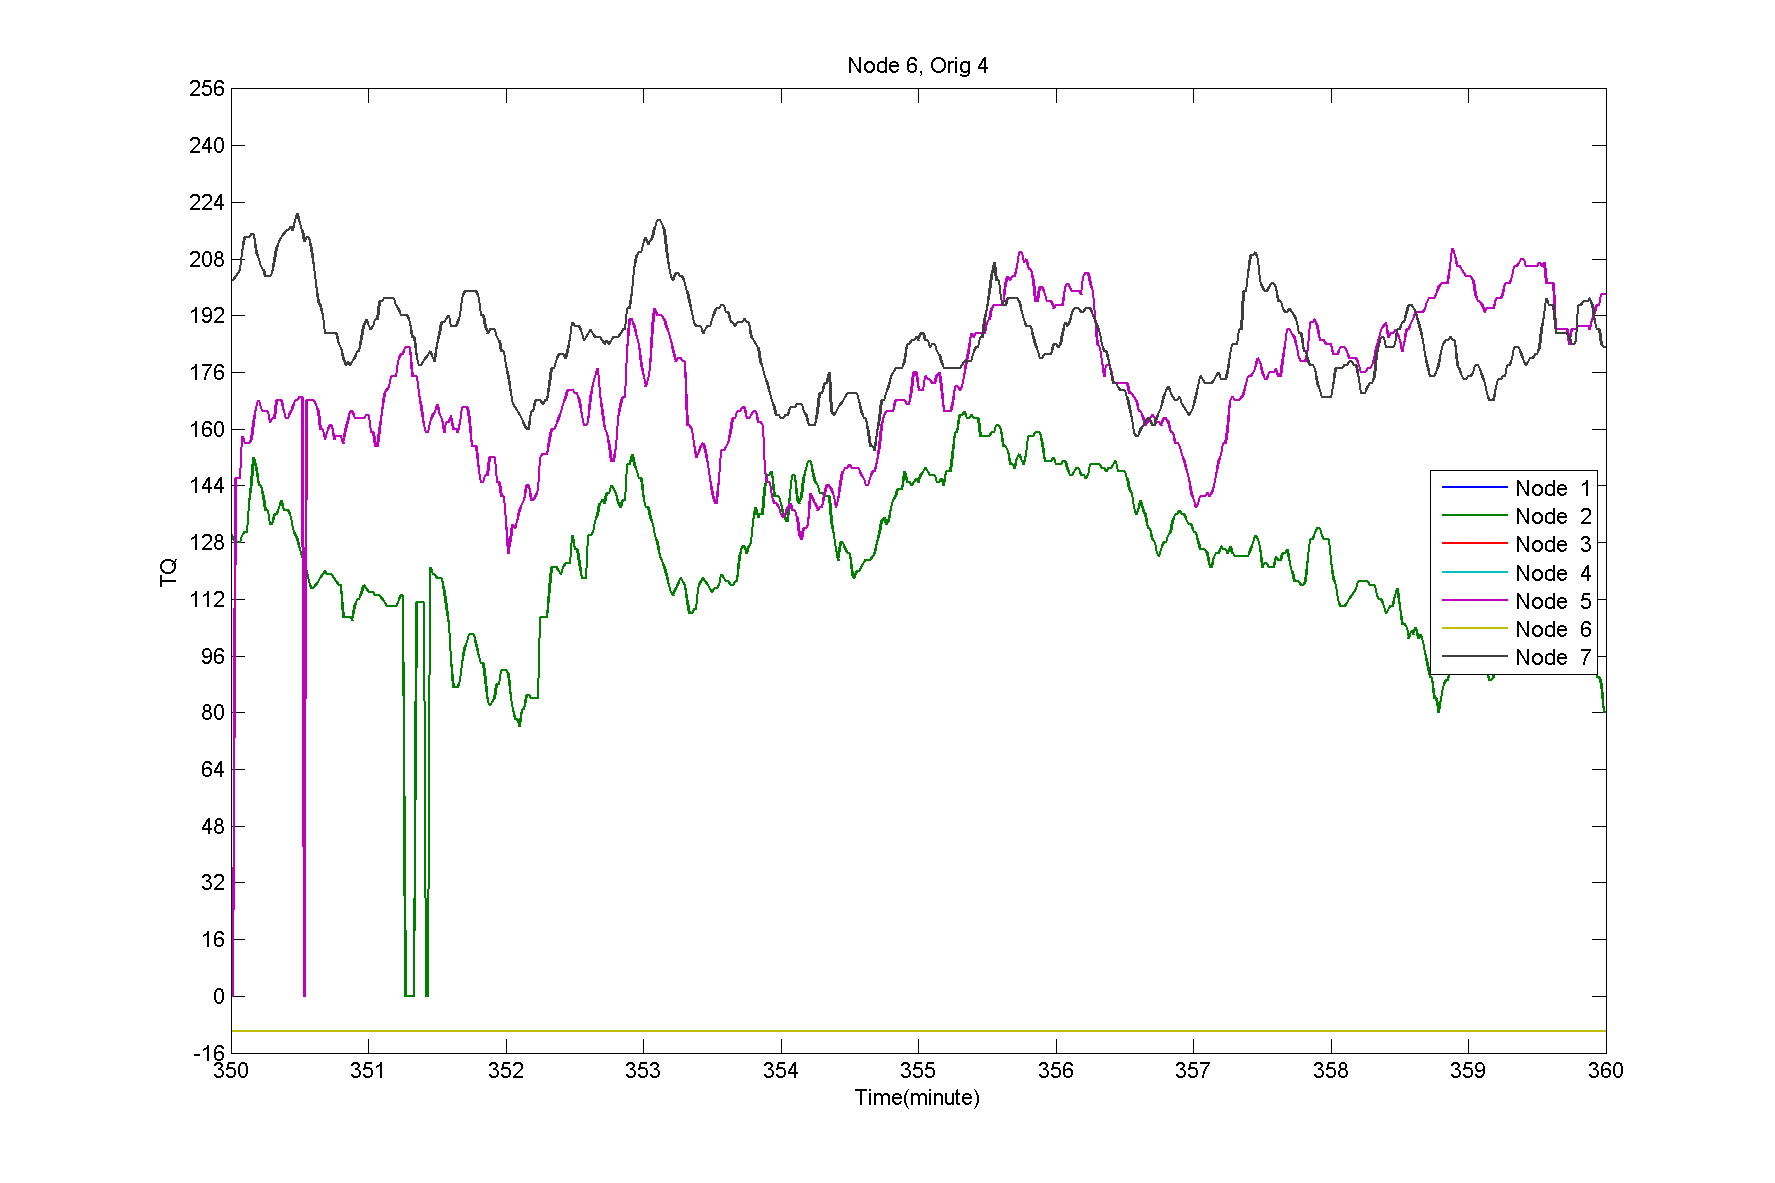 Node 6, Orig 4
256
240
224
208
192
176
160
144
128
112
96
80
64
48
32
16
0
-16
TQ
350 351 352 353 354 355 356 357 358 359 360
Time(minute)
Node 1
Node 2
Node 3
Node 4
Node 5
Node 6
Node 7